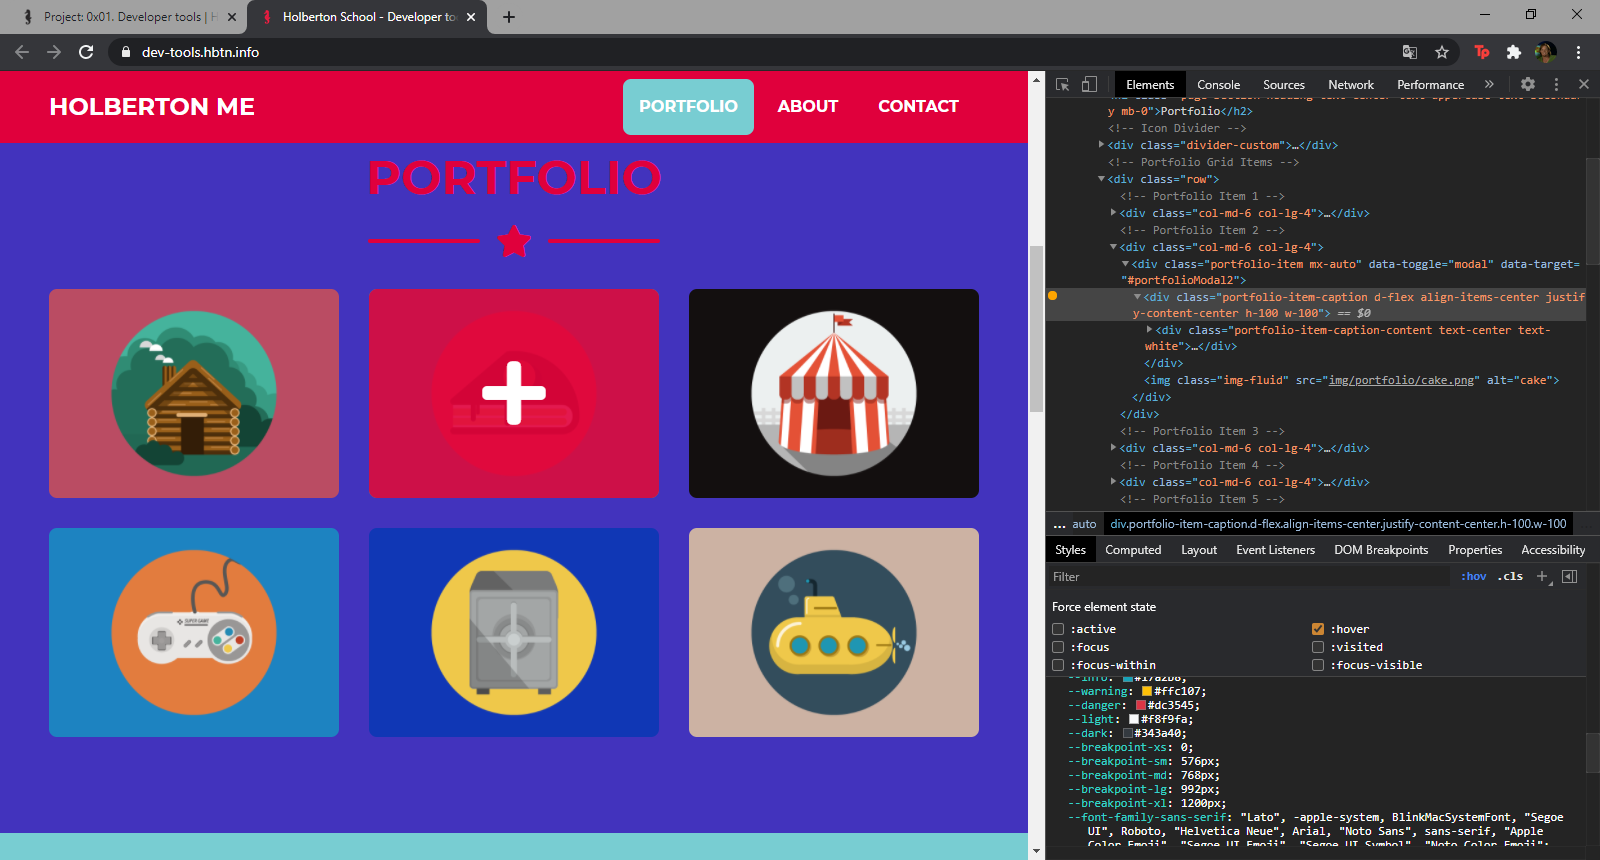 Project: 0x01. Developer tools | H
Holberton School - Developer to
dev-tools.hbtn.info
Tp
HOLBERTON ME
PORTFOLIO
ABOUT
CONTACT
PORTFOLIO
SUPER GAMY
Elements
Console
Sources
Network
Performance
»
y mb-0">Portfolio</h2>
<!-- Icon Divider -->
<div class="divider-custom">…</div>
<!-- Portfolio Grid Items -->
<div class="row">
<!-- Portfolio Item 1 -->
<div class="col-md-6 col-lg-4">…</div>
<!-- Portfolio Item 2 -->
<div class="col-md-6 col-lg-4">
<div class="portfolio-item mx-auto" data-toggle="modal" data-target=
"#portfolioModal2">
<div class="portfolio-item-caption d-flex align-items-center justif
y-content-center h-100 w-100"> == $0
<div class="portfolio-item-caption-content text-center text-
white">…</div>
</div>
<img class="img-fluid" src="img/portfolio/cake.png" alt="cake">
</div>
</div>
<!-- Portfolio Item 3 -->
<div class="col-md-6 col-lg-4">…</div>
<!-- Portfolio Item 4 -->
<div class="col-md-6 col-lg-4">…</div>
<!-- Portfolio Item 5 -->
… auto div.portfolio-item-caption.d-flex.align-items-center.justify-content-center.h-100.w-100
Styles
Computed
Layout
Event Listeners
DOM Breakpoints
Properties
Accessibility
Filter
:hov .cls
Force element state
:active
:hover
:focus
:visited
:focus-within
:focus-visible
--info: #17a2b8;
--warning: #ffc107;
--danger: #dc3545;
--light: #f8f9fa;
--dark: #343a40;
--breakpoint-xs: 0;
--breakpoint-sm: 576px;
--breakpoint-md: 768px;
--breakpoint-lg: 992px;
--breakpoint-xl: 1200px;
--font-family-sans-serif: "Lato", -apple-system, BlinkMacSystemFont, "Segoe
UI", Roboto, "Helvetica Neue", Arial, "Noto Sans", sans-serif, "Apple
Color Emoji", "Segoe UI Emoji", "Segoe UI Symbol", "Noto Color Emoji";